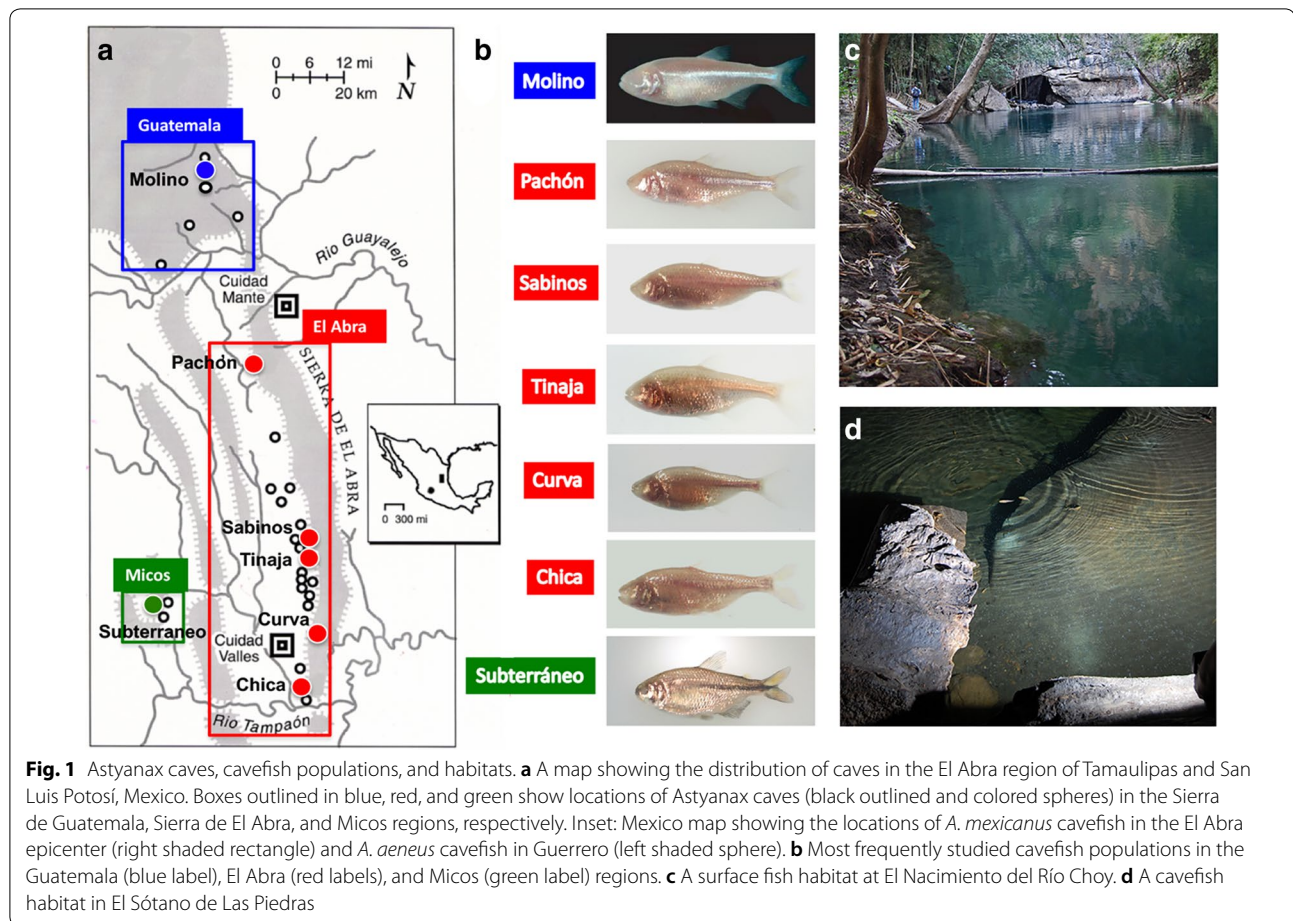 a
0 6 12 mi
0 20 km
N
Guatemala
Molino
Rio Guayalejo
Cuidad
Mante
El Abra
Pachón
SIERRA DE EL ABRA
0 300 mi
Sabinos
Tinaja
Micos
Subterraneo
Curva
Cuidad
Valles
Chica
Rio Tampaón
b
Molino
Pachón
Sabinos
Tinaja
Curva
Chica
Subterráneo
c
d
Fig. 1 Astyanax caves, cavefish populations, and habitats. a A map showing the distribution of caves in the El Abra region of Tamaulipas and San
Luis Potosí, Mexico. Boxes outlined in blue, red, and green show locations of Astyanax caves (black outlined and colored spheres) in the Sierra
de Guatemala, Sierra de El Abra, and Micos regions, respectively. Inset: Mexico map showing the locations of A. mexicanus cavefish in the El Abra
epicenter (right shaded rectangle) and A. aeneus cavefish in Guerrero (left shaded sphere). b Most frequently studied cavefish populations in the
Guatemala (blue label), El Abra (red labels), and Micos (green label) regions. c A surface fish habitat at El Nacimiento del Río Choy. d A cavefish
habitat in El Sótano de Las Piedras